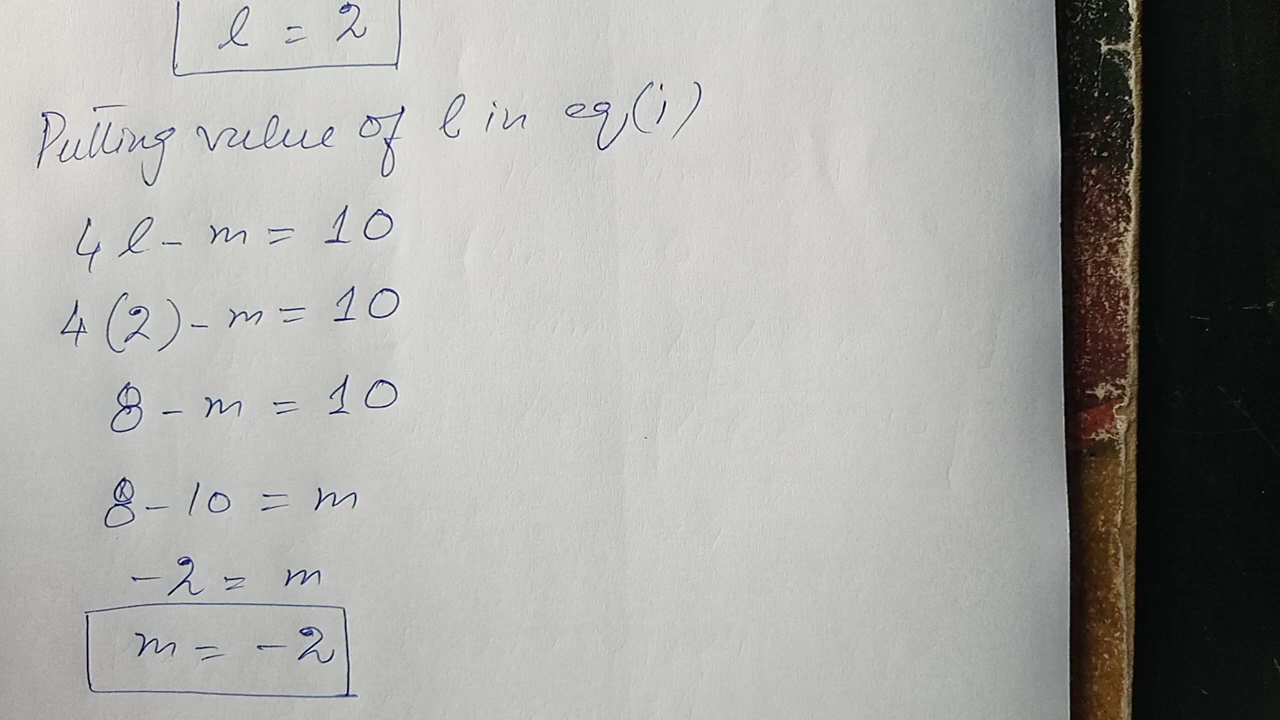 l = 2
Putting value of l in eq(i)
4l - m = 10
4(2) - m = 10
8 - m = 10
8 - 10 = m
-2 = m
m = -2